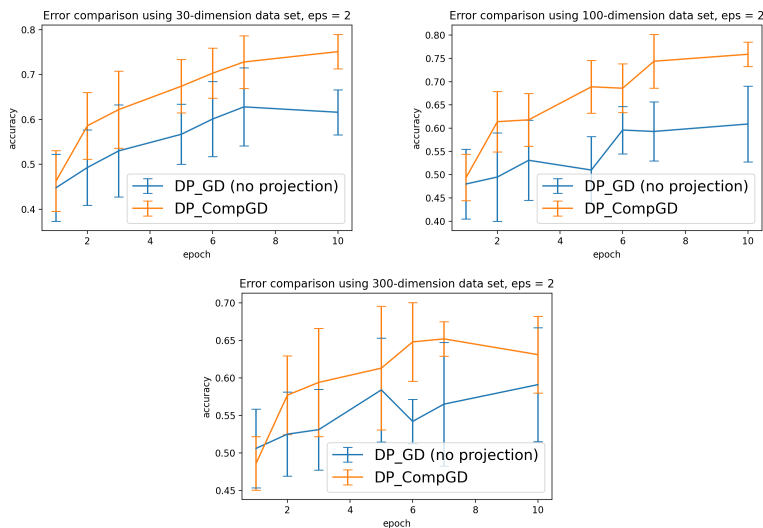 Error comparison using 30-dimension data set, eps = 2
accuracy
0.8
0.7
0.6
0.5
0.4
DP_GD (no projection)
DP_CompGD
2 4 6 8 10
epoch
Error comparison using 100-dimension data set, eps = 2
accuracy
0.80
0.75
0.70
0.65
0.60
0.55
0.50
0.45
0.40
DP_GD (no projection)
DP_CompGD
2 4 6 8 10
epoch
Error comparison using 300-dimension data set, eps = 2
accuracy
0.70
0.65
0.60
0.55
0.50
0.45
DP_GD (no projection)
DP_CompGD
2 4 6 8 10
epoch